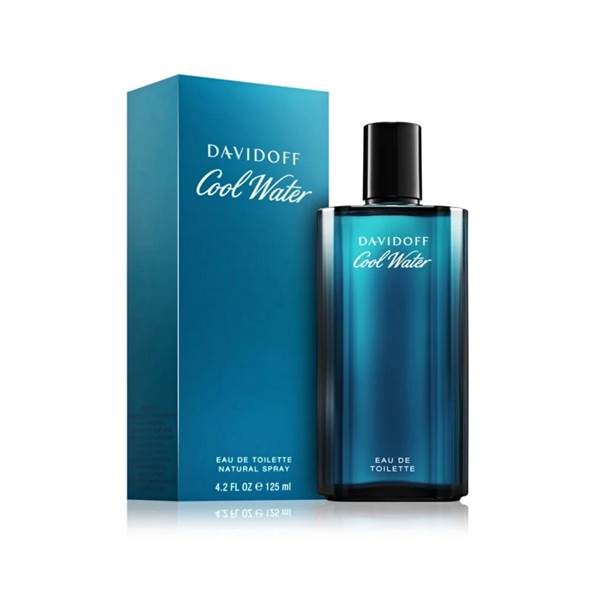 DAVIDOFF
Cool Water
EAU DE TOILETTE
NATURAL SPRAY
4.2 FL OZ ℮ 125 ml
DAVIDOFF
Cool Water
EAU DE
TOILETTE